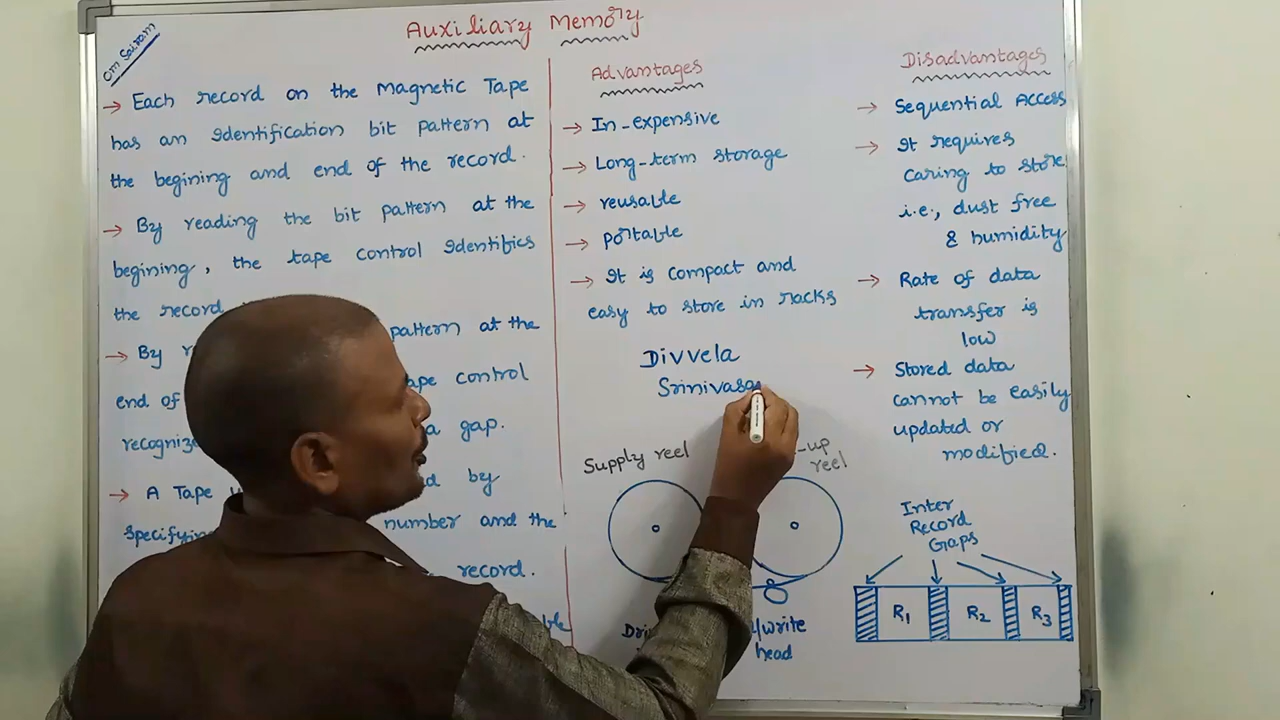 Auxiliary Memory
Om Sairam
→ Each record on the Magnetic Tape
has an Identification bit pattern at
the begining and end of the record.
→ By reading the bit pattern at the
begining, the tape control Identifies
the record
→ By pattern at the
end of tape control
recognize a gap.
→ A Tape by
specifying number and the
record.
Advantages
→ In-expensive
→ Long-term storage
→ reusable
→ portable
→ It is compact and
easy to store in racks
Divvela
Srinivasa
Supply reel
-up
reel
/write
head
Disadvantages
→ Sequential Access
→ It requires
caring to store
i.e., dust free
& humidity
→ Rate of data
transfer is
low
→ Stored data
cannot be easily
updated or
modified.
Inter
Record
Gaps
R1 R2 R3